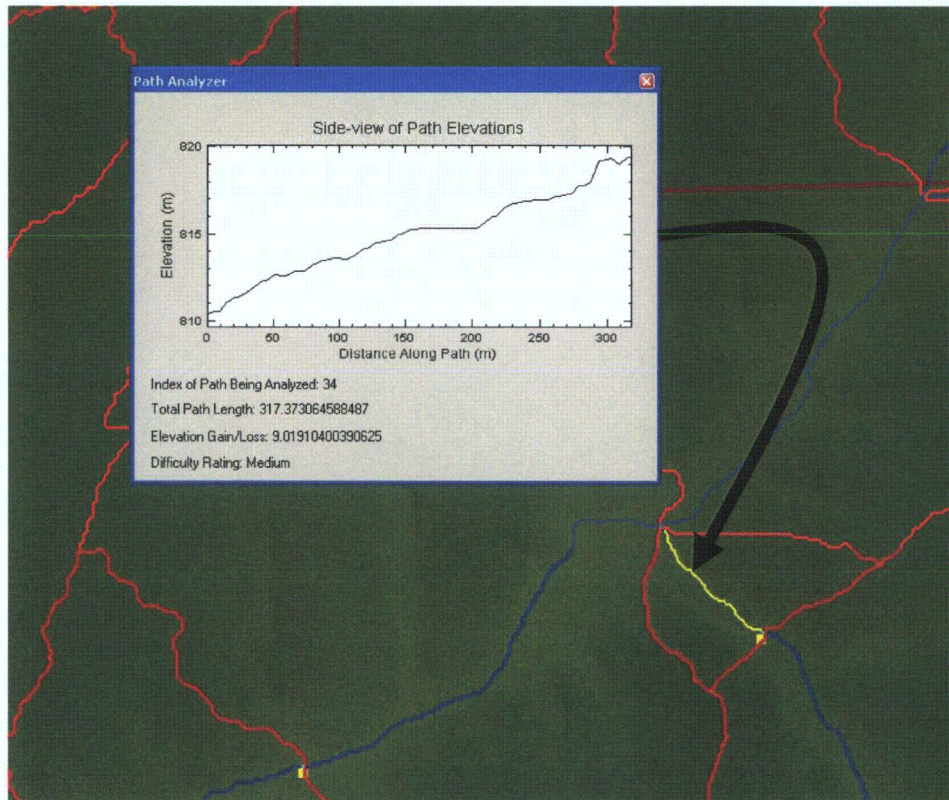 Path Analyzer
Side-view of Path Elevations
820
815
810
Elevation (m)
0 50 100 150 200 250 300
Distance Along Path (m)
Index of Path Being Analyzed: 34
Total Path Length: 317.373064588487
Elevation Gain/Loss: 9.01910400390625
Difficulty Rating: Medium